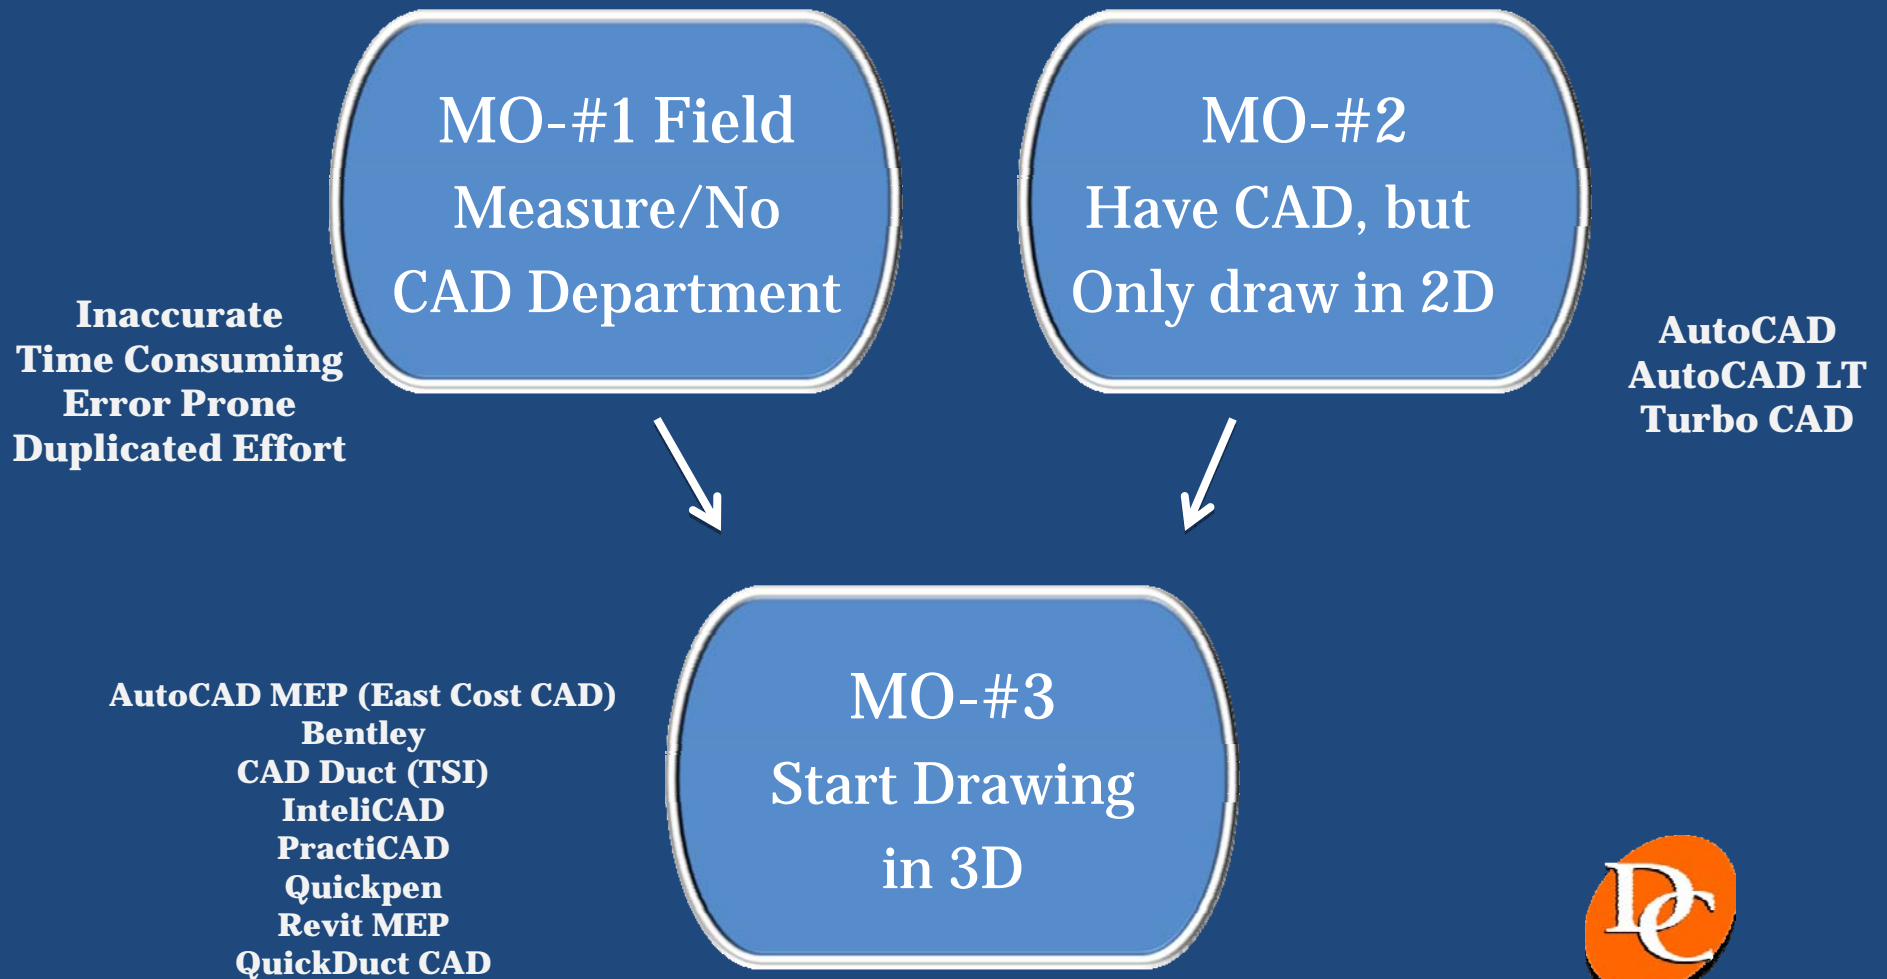 MO-#1 Field
Measure/No
CAD Department
MO-#2
Have CAD, but
Only draw in 2D
Inaccurate
Time Consuming
Error Prone
Duplicated Effort
AutoCAD
AutoCAD LT
Turbo CAD
AutoCAD MEP (East Cost CAD)
Bentley
CAD Duct (TSI)
InteliCAD
PractiCAD
Quickpen
Revit MEP
QuickDuct CAD
MO-#3
Start Drawing
in 3D
DC